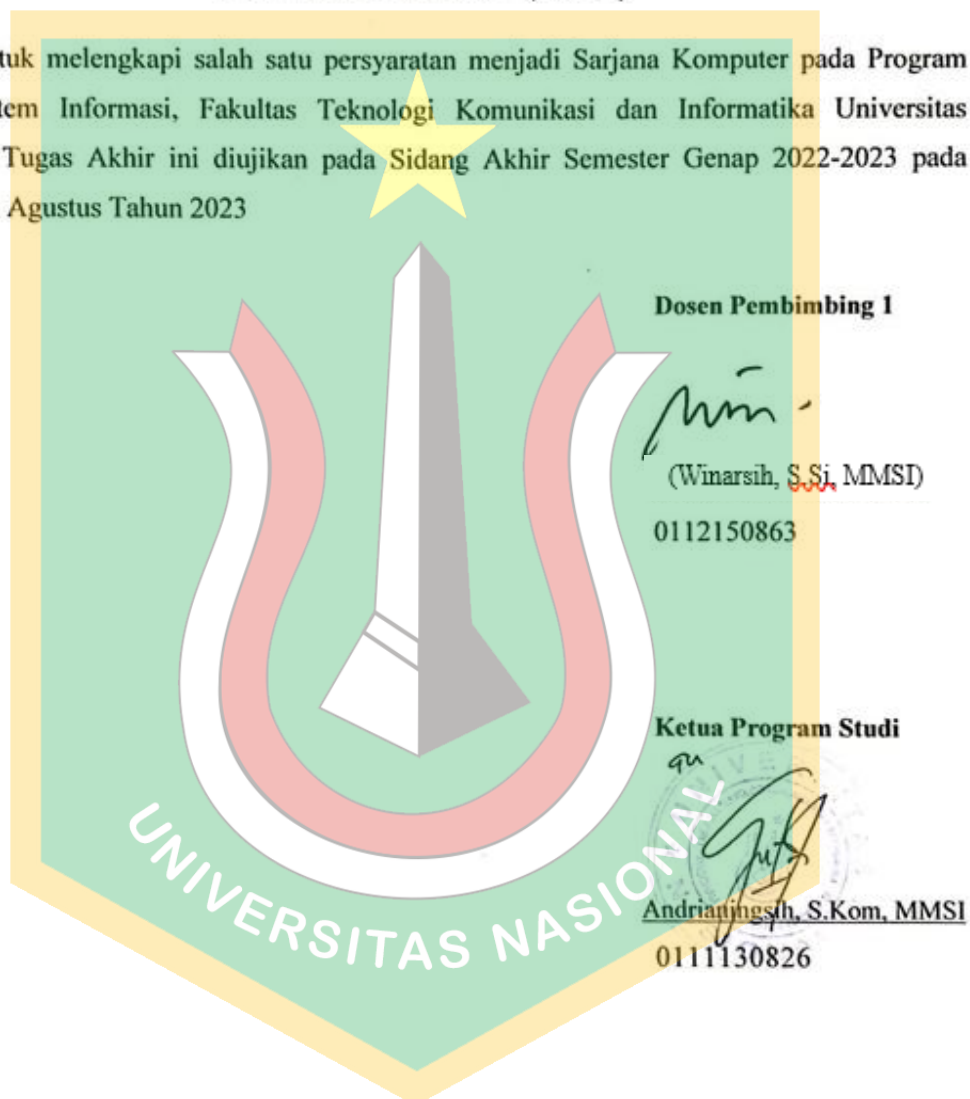 tuk melengkapi salah satu persyaratan menjadi Sarjana Komputer pada Program
tem Informasi, Fakultas Teknologi Komunikasi dan Informatika Universitas
Tugas Akhir ini diujikan pada Sidang Akhir Semester Genap 2022-2023 pada
Agustus Tahun 2023
Dosen Pembimbing 1
(Winarsih, S.Si, MMSI)
0112150863
Ketua Program Studi
an
Andrianingsih, S.Kom, MMSI
0111130826
UNIVERSITAS NASIONAL